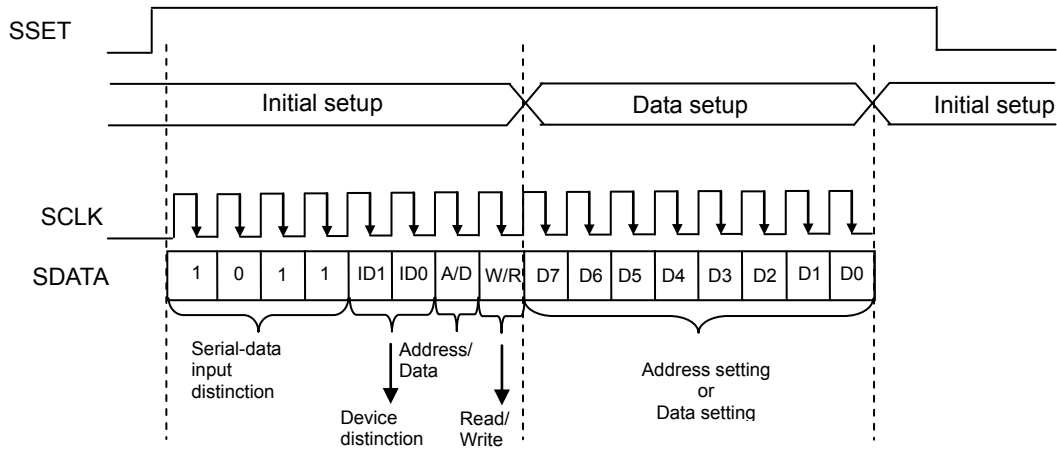 SSET
Initial setup
Data setup
Initial setup
SCLK
SDATA
1 0 1 1 ID1 ID0 A/D W/R D7 D6 D5 D4 D3 D2 D1 D0
Serial-data
input
distinction
Address/
Data
Device
distinction
Read/
Write
Address setting
or
Data setting